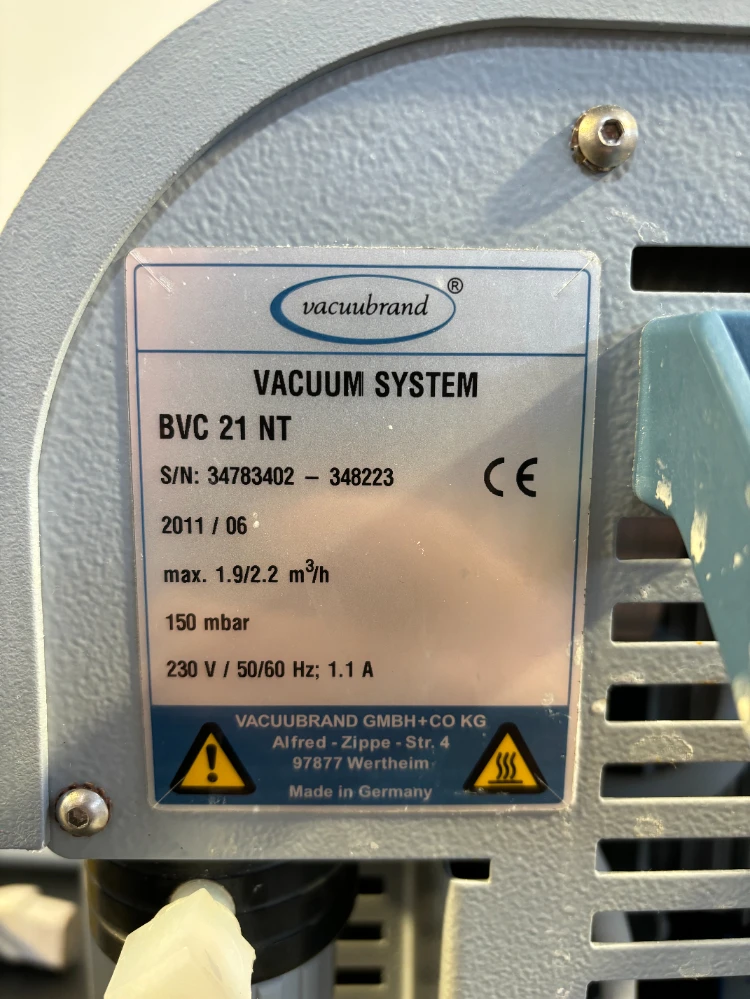 vacuubrand ®
VACUUM SYSTEM
BVC 21 NT
S/N: 34783402 – 348223
CE
2011 / 06
max. 1.9/2.2 m³/h
150 mbar
230 V / 50/60 Hz; 1.1 A
VACUUBRAND GMBH+CO KG
Alfred - Zippe - Str. 4
97877 Wertheim
Made in Germany